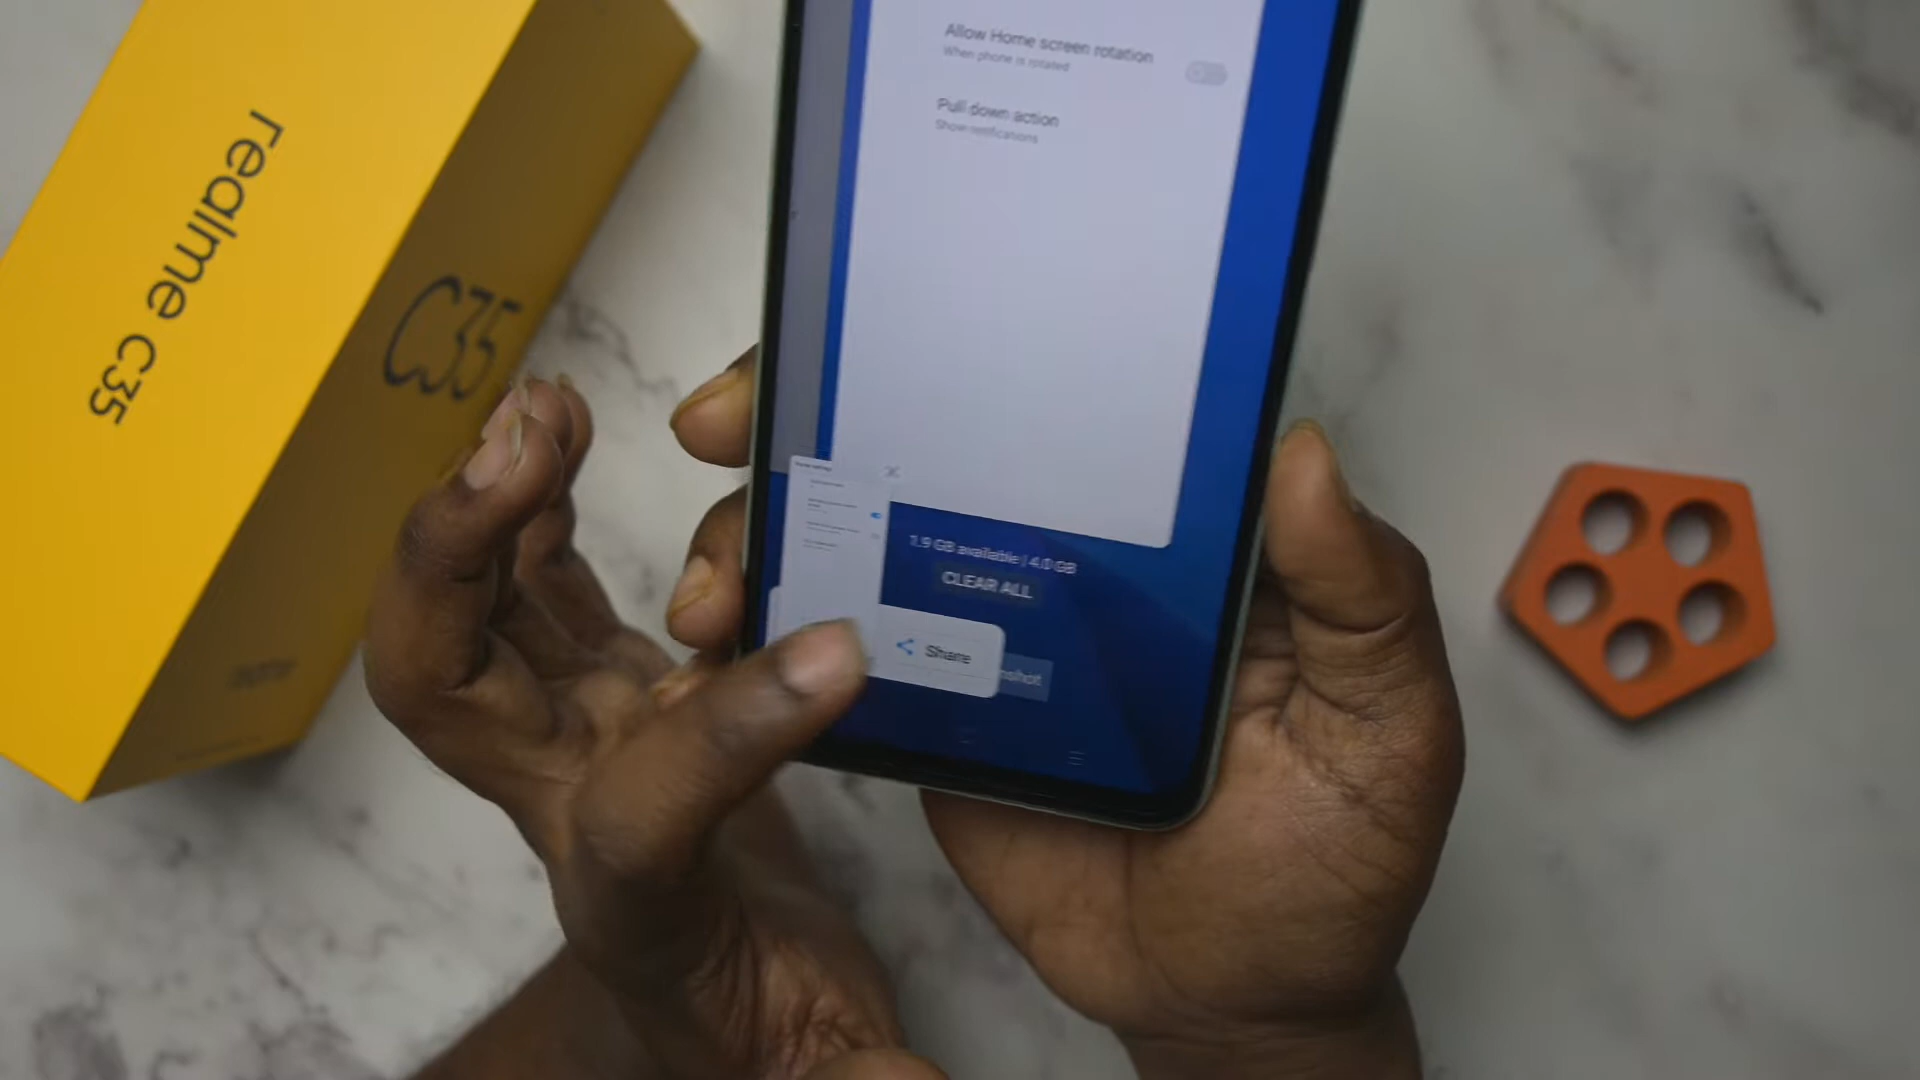 realme C35
C35
Allow Home screen rotation
When phone is rotated
Pull down action
Show notifications
1.9 GB available | 4.0 GB
CLEAR ALL
Share